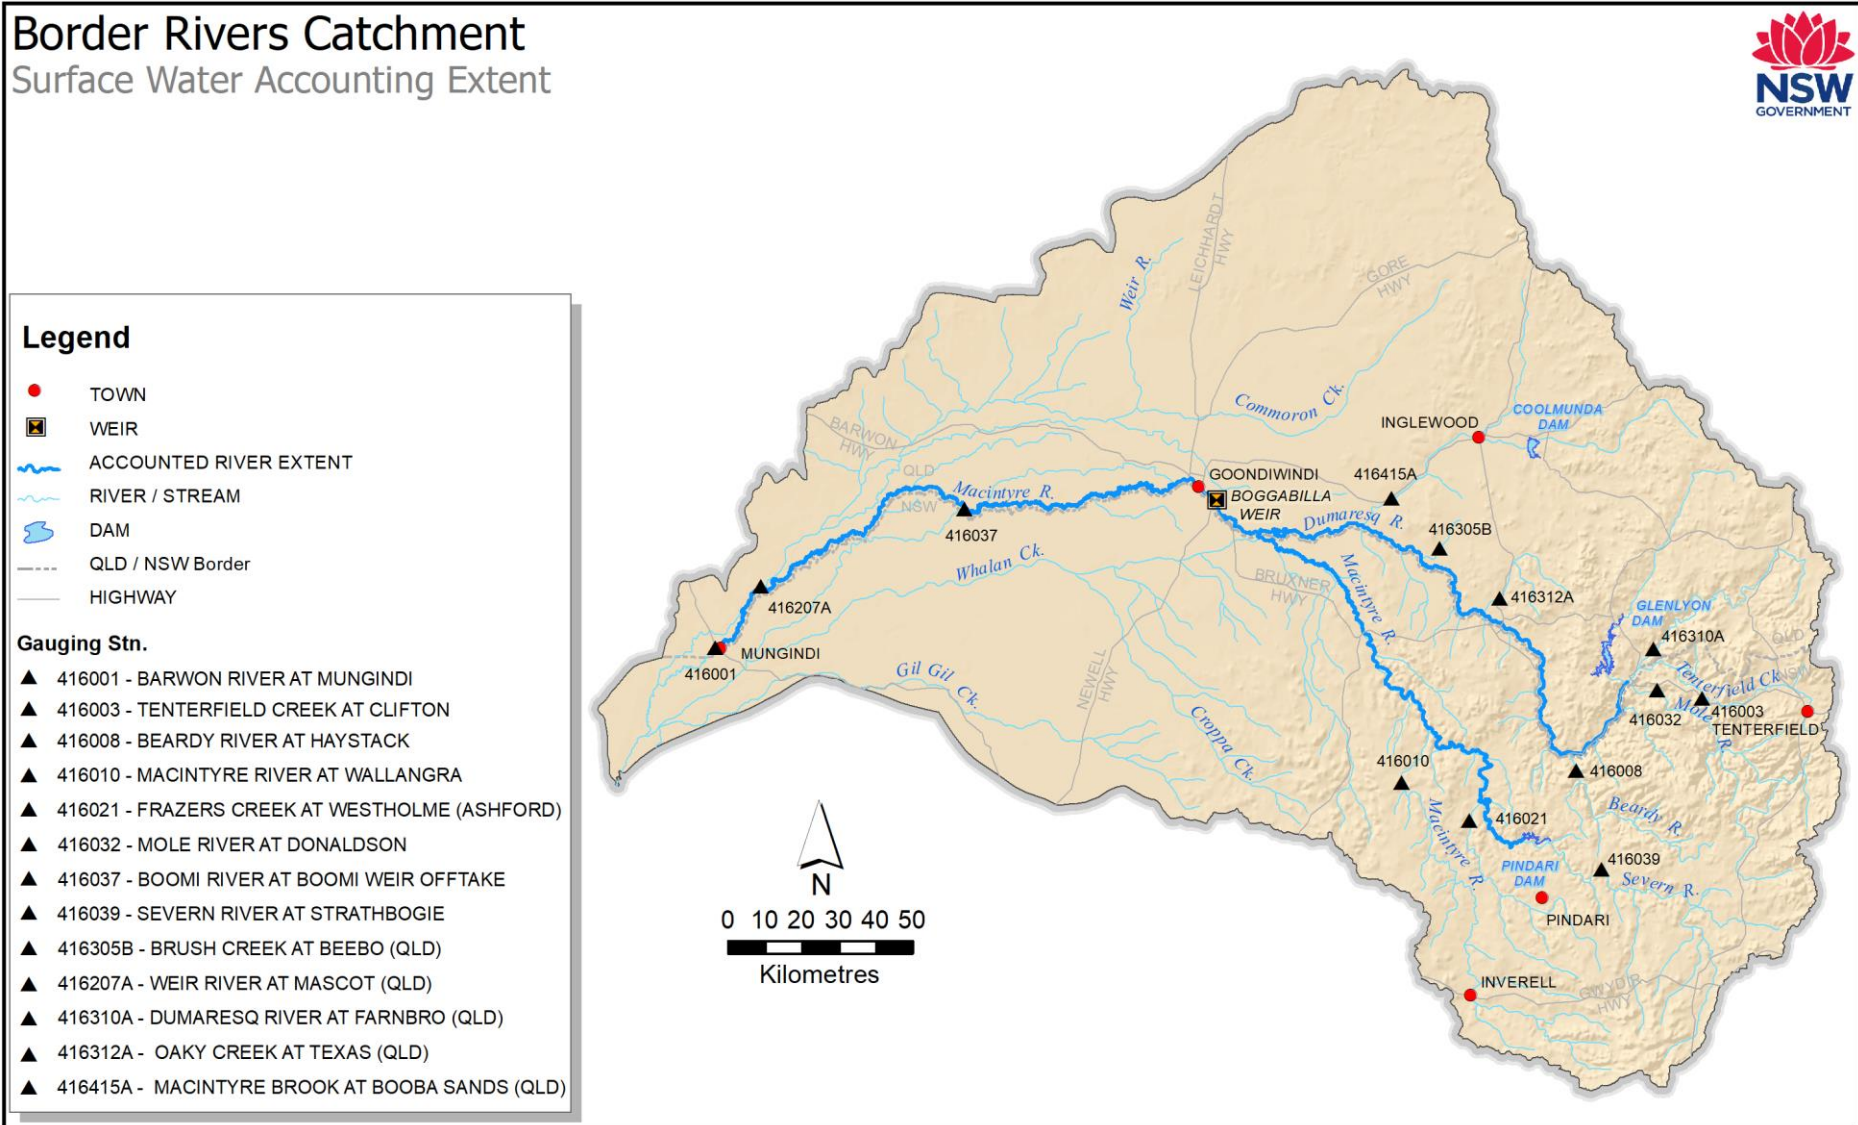 Border Rivers Catchment
Surface Water Accounting Extent
NSW
GOVERNMENT
Legend
TOWN
WEIR
ACCOUNTED RIVER EXTENT
RIVER / STREAM
DAM
QLD / NSW Border
HIGHWAY
Gauging Stn.
416001 - BARWON RIVER AT MUNGINDI
416003 - TENTERFIELD CREEK AT CLIFTON
416008 - BEARDY RIVER AT HAYSTACK
416010 - MACINTYRE RIVER AT WALLANGRA
416021 - FRAZERS CREEK AT WESTHOLME (ASHFORD)
416032 - MOLE RIVER AT DONALDSON
416037 - BOOMI RIVER AT BOOMI WEIR OFFTAKE
416039 - SEVERN RIVER AT STRATHBOGIE
416305B - BRUSH CREEK AT BEEBO (QLD)
416207A - WEIR RIVER AT MASCOT (QLD)
416310A - DUMARESQ RIVER AT FARNBRO (QLD)
416312A - OAKY CREEK AT TEXAS (QLD)
416415A - MACINTYRE BROOK AT BOOBA SANDS (QLD)
LEICHHARDT
HWY
Weir R.
GORE
HWY
Commoron Ck.
BARWON
HWY
INGLEWOOD
COOLMUNDA
DAM
QLD
NSW
Macintyre R.
416037
GOONDIWINDI
BOGGABILLA
WEIR
416415A
Dumaresq R.
416305B
Whalan Ck.
BRUXNER
HWY
Macintyre R.
416312A
416207A
GLENLYON
DAM
416310A
QLD
NSW
MUNGINDI
416001
Gil Gil Ck.
NEWELL
HWY
Croppa Ck.
Tenterfield Ck
Mole R.
416032
416003
TENTERFIELD
416010
416008
Macintyre R.
416021
Beardy R.
416039
PINDARI
DAM
Severn R.
PINDARI
INVERELL
GWYDIR
HWY
N
0 10 20 30 40 50
Kilometres